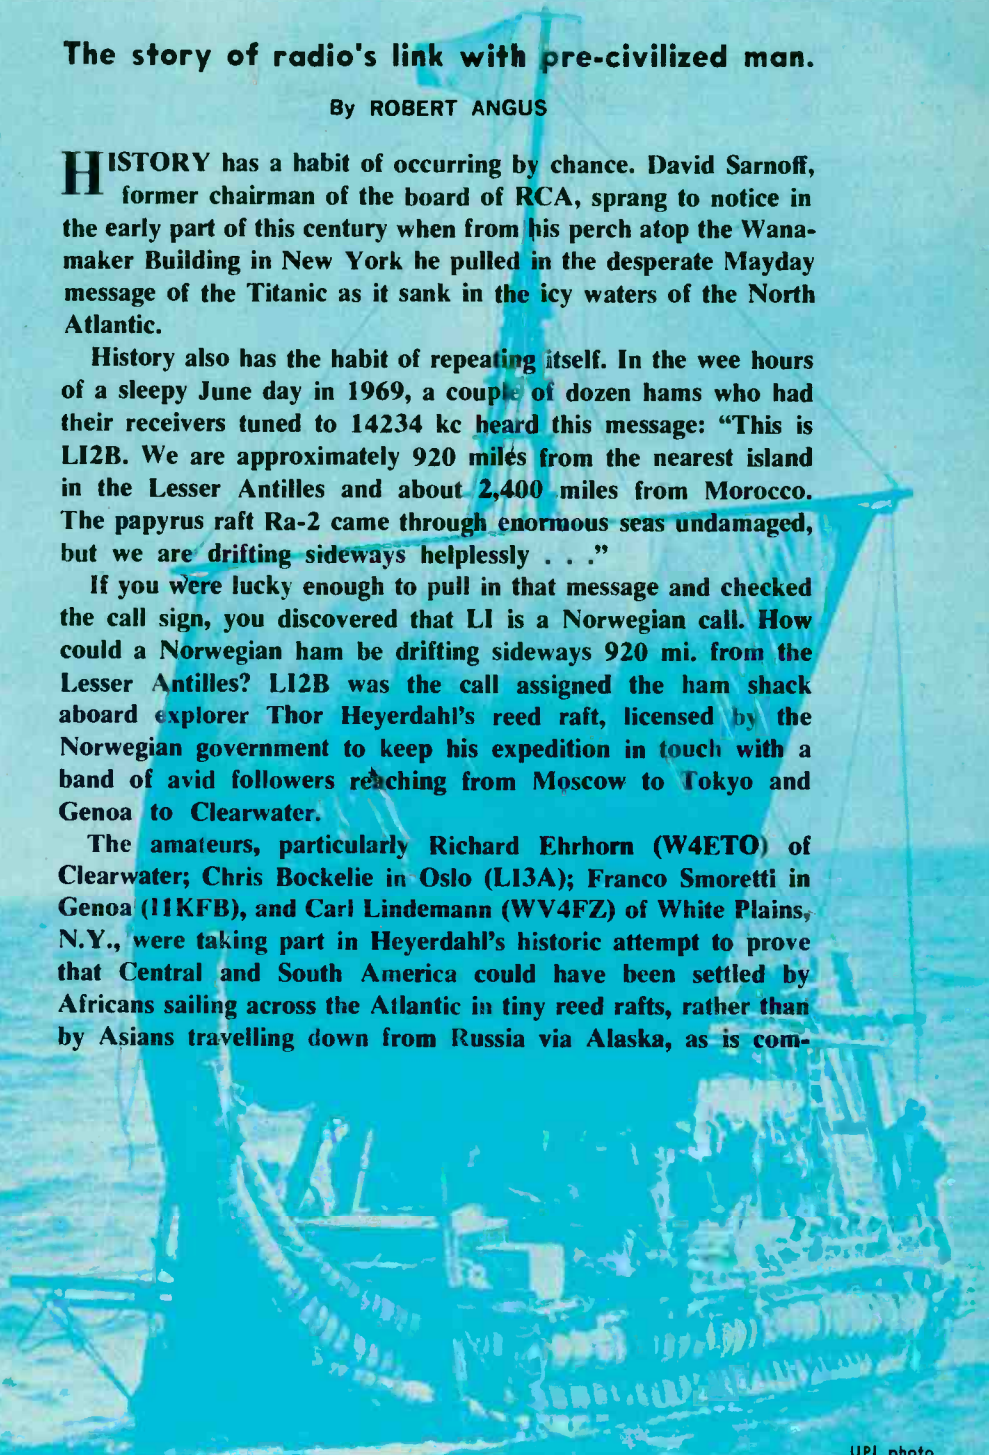 The story of radio's link with pre-civilized man.
By ROBERT ANGUS
HISTORY has a habit of occurring by chance. David Sarnoff,
former chairman of the board of RCA, sprang to notice in
the early part of this century when from his perch atop the Wana-
maker Building in New York he pulled in the desperate Mayday
message of the Titanic as it sank in the icy waters of the North
Atlantic.
History also has the habit of repeating itself. In the wee hours
of a sleepy June day in 1969, a couple of dozen hams who had
their receivers tuned to 14234 kc heard this message: “This is
LI2B. We are approximately 920 miles from the nearest island
in the Lesser Antilles and about 2,400 miles from Morocco.
The papyrus raft Ra-2 came through enormous seas undamaged,
but we are drifting sideways helplessly . . .”
If you were lucky enough to pull in that message and checked
the call sign, you discovered that LI is a Norwegian call. How
could a Norwegian ham be drifting sideways 920 mi. from the
Lesser Antilles? LI2B was the call assigned the ham shack
aboard explorer Thor Heyerdahl's reed raft, licensed by the
Norwegian government to keep his expedition in touch with a
band of avid followers reaching from Moscow to Tokyo and
Genoa to Clearwater.
The amateurs, particularly Richard Ehrhorn (W4ETO) of
Clearwater; Chris Bockelie in Oslo (LI3A); Franco Smoretti in
Genoa (I1KFB), and Carl Lindemann (WV4FZ) of White Plains,
N.Y., were taking part in Heyerdahl's historic attempt to prove
that Central and South America could have been settled by
Africans sailing across the Atlantic in tiny reed rafts, rather than
by Asians travelling down from Russia via Alaska, as is com-
UPI photo